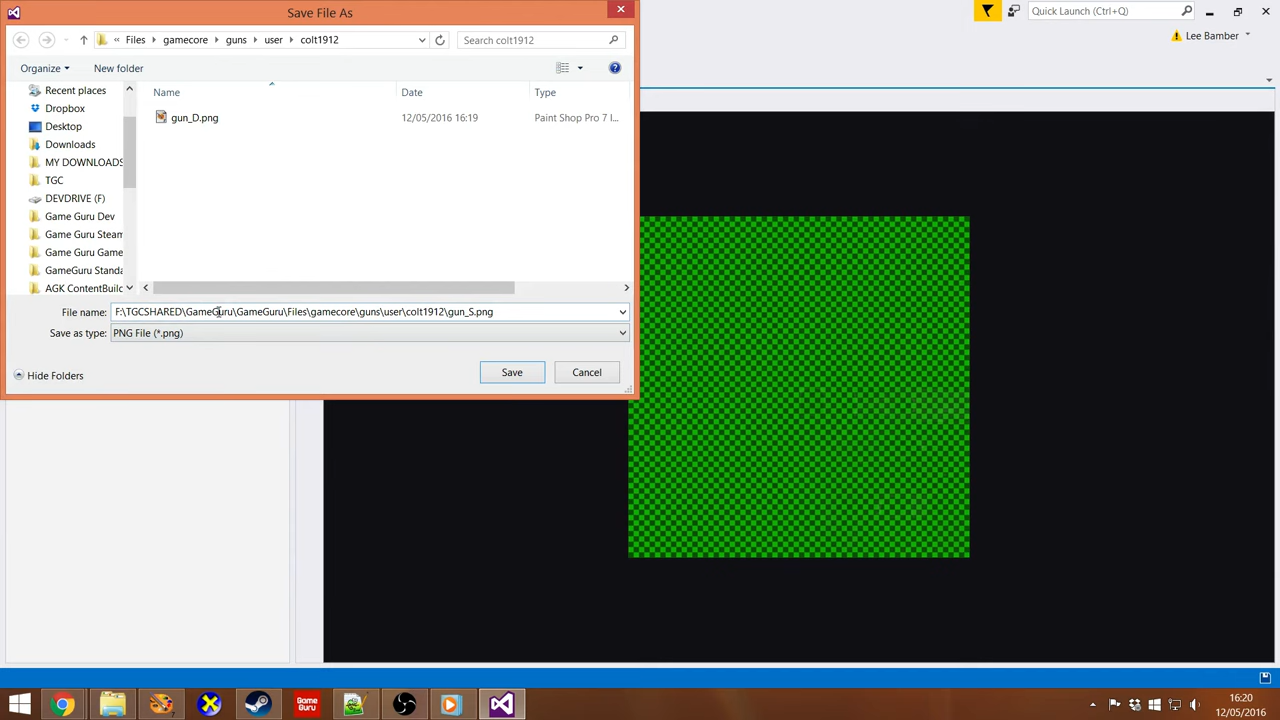 Save File As
Quick Launch (Ctrl+Q)
Lee Bamber
« Files gamecore guns user colt1912
Search colt1912
Organize
New folder
Name
Date
Type
Recent places
gun_D.png
12/05/2016 16:19
Paint Shop Pro 7 I...
Dropbox
Desktop
Downloads
MY DOWNLOADS
TGC
DEVDRIVE (F)
Game Guru Dev
Game Guru Steam
Game Guru Game
GameGuru Standa
AGK ContentBuild
File name: F:\TGCSHARED\GameGuru\GameGuru\Files\gamecore\guns\user\colt1912\gun_S.png
Save as type: PNG File (*.png)
Hide Folders
Save
Cancel
Game
Guru
16:20
12/05/2016